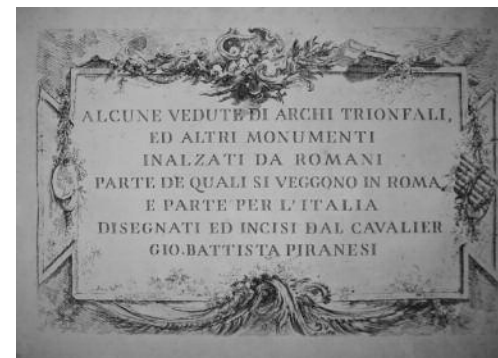 ALCUNE VEDUTE DI ARCHI TRIONFALI,
ED ALTRI MONUMENTI
INALZATI DA ROMANI
PARTE DE QUALI SI VEGGONO IN ROMA,
E PARTE PER L'ITALIA
DISEGNATI ED INCISI DAL CAVALIER
GIO. BATTISTA PIRANESI